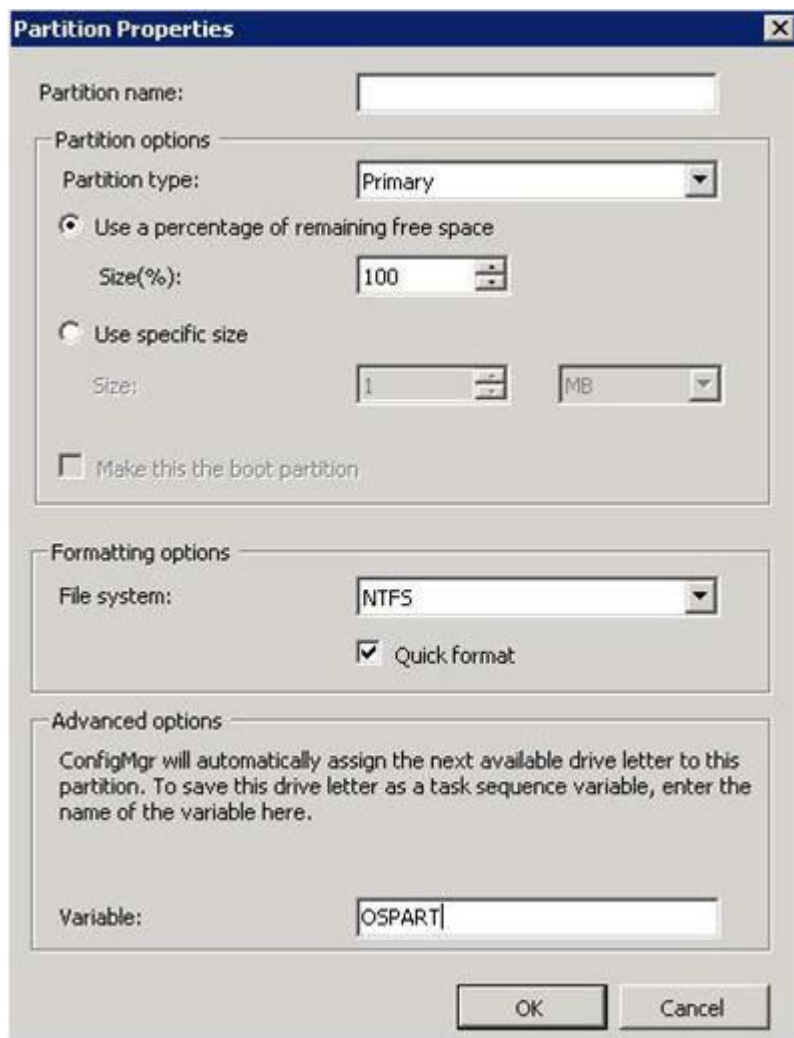 Partition Properties
Partition name:
Partition options
Partition type: Primary
Use a percentage of remaining free space
Size(%): 100
Use specific size
Size: 1 MB
Make this the boot partition
Formatting options
File system: NTFS
Quick format
Advanced options
ConfigMgr will automatically assign the next available drive letter to this
partition. To save this drive letter as a task sequence variable, enter the
name of the variable here.
Variable: OSPART
OK Cancel